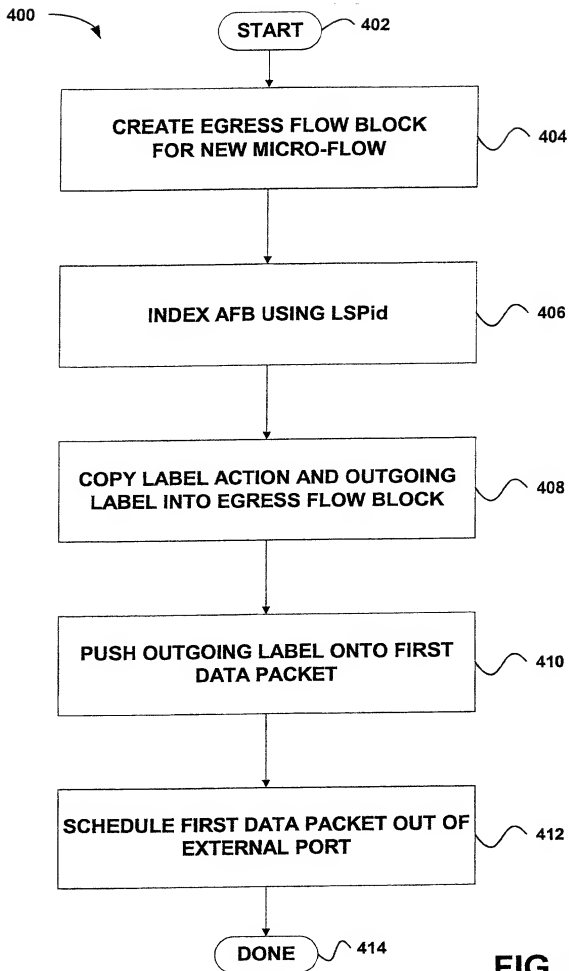 400
START
402
CREATE EGRESS FLOW BLOCK
FOR NEW MICRO-FLOW
404
INDEX AFB USING LSPid
406
COPY LABEL ACTION AND OUTGOING
LABEL INTO EGRESS FLOW BLOCK
408
PUSH OUTGOING LABEL ONTO FIRST
DATA PACKET
410
SCHEDULE FIRST DATA PACKET OUT OF
EXTERNAL PORT
412
DONE
414
FIG